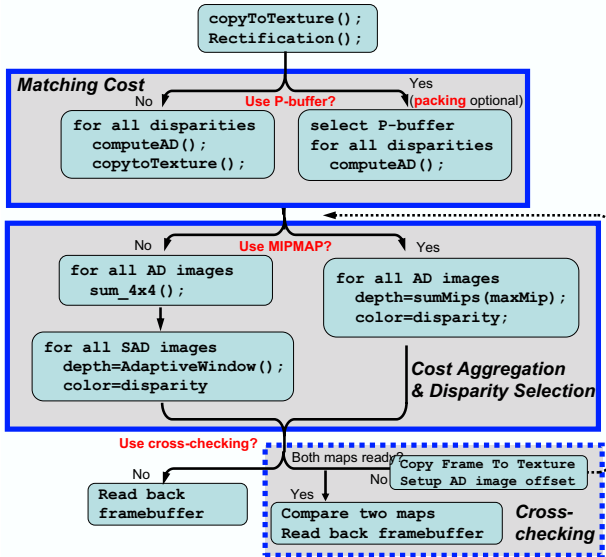 copyToTexture();
Rectification();
Matching Cost
No
Use P-buffer?
Yes
(packing optional)
for all disparities
computeAD();
copytoTexture();
select P-buffer
for all disparities
computeAD();
No
Use MIPMAP?
Yes
for all AD images
sum_4x4();
for all AD images
depth=sumMips(maxMip);
color=disparity;
for all SAD images
depth=AdaptiveWindow();
color=disparity
Cost Aggregation
& Disparity Selection
Use cross-checking?
Both maps ready?
No
No
Copy Frame To Texture
Setup AD image offset
Read back
framebuffer
Yes
Compare two maps
Read back framebuffer
Cross-
checking